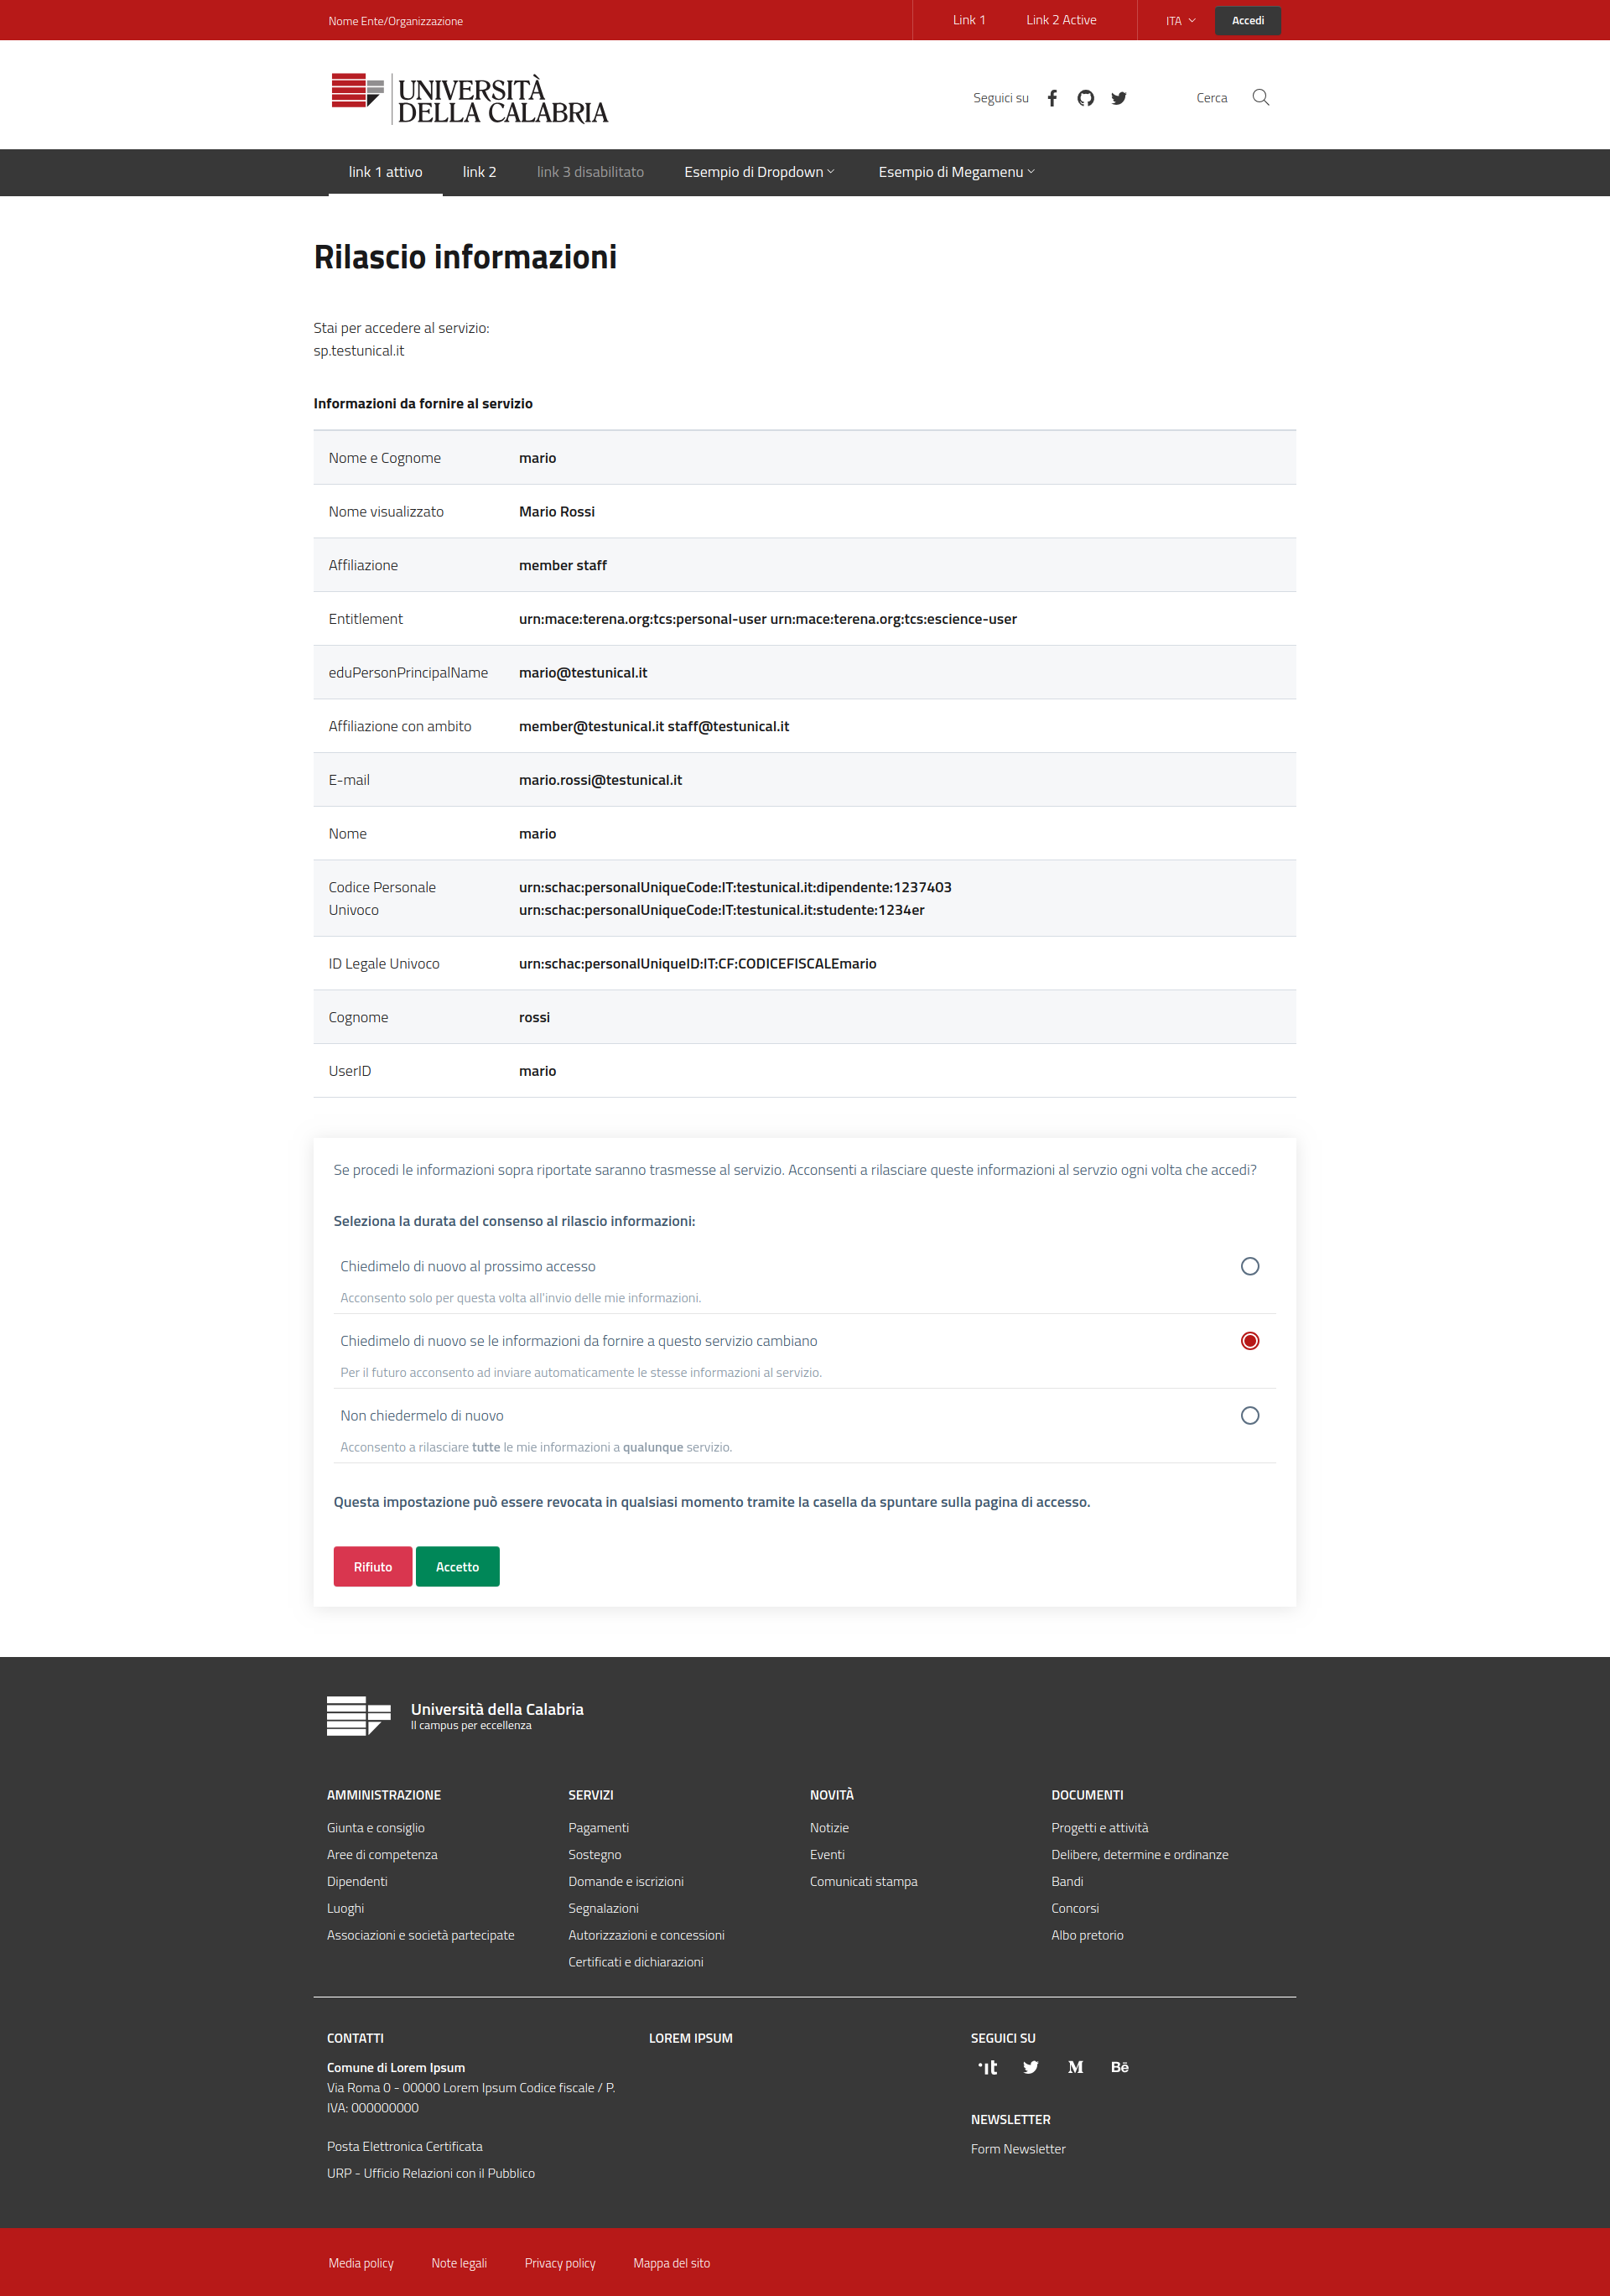 Nome Ente/Organizzazione
Link 1
Link 2 Active
ITA
Accedi
UNIVERSITÀ
DELLA CALABRIA
Seguici su
Cerca
link 1 attivo
link 2
link 3 disabilitato
Esempio di Dropdown
Esempio di Megamenu
Rilascio informazioni
Stai per accedere al servizio:
sp.testunical.it
Informazioni da fornire al servizio
Nome e Cognome mario
Nome visualizzato Mario Rossi
Affiliazione member staff
Entitlement urn:mace:terena.org:tcs:personal-user urn:mace:terena.org:tcs:escience-user
eduPersonPrincipalName mario@testunical.it
Affiliazione con ambito member@testunical.it staff@testunical.it
E-mail mario.rossi@testunical.it
Nome mario
Codice Personale urn:schac:personalUniqueCode:IT:testunical.it:dipendente:1237403
Univoco urn:schac:personalUniqueCode:IT:testunical.it:studente:1234er
ID Legale Univoco urn:schac:personalUniqueID:IT:CF:CODICEFISCALEmario
Cognome rossi
UserID mario
Se procedi le informazioni sopra riportate saranno trasmesse al servizio. Acconsenti a rilasciare queste informazioni al servzio ogni volta che accedi?
Seleziona la durata del consenso al rilascio informazioni:
Chiedimelo di nuovo al prossimo accesso
Acconsento solo per questa volta all'invio delle mie informazioni.
Chiedimelo di nuovo se le informazioni da fornire a questo servizio cambiano
Per il futuro acconsento ad inviare automaticamente le stesse informazioni al servizio.
Non chiedermelo di nuovo
Acconsento a rilasciare tutte le mie informazioni a qualunque servizio.
Questa impostazione può essere revocata in qualsiasi momento tramite la casella da spuntare sulla pagina di accesso.
Rifiuto
Accetto
Università della Calabria
Il campus per eccellenza
AMMINISTRAZIONE
Giunta e consiglio
Aree di competenza
Dipendenti
Luoghi
Associazioni e società partecipate
SERVIZI
Pagamenti
Sostegno
Domande e iscrizioni
Segnalazioni
Autorizzazioni e concessioni
Certificati e dichiarazioni
NOVITÀ
Notizie
Eventi
Comunicati stampa
DOCUMENTI
Progetti e attività
Delibere, determine e ordinanze
Bandi
Concorsi
Albo pretorio
CONTATTI
Comune di Lorem Ipsum
Via Roma 0 - 00000 Lorem Ipsum Codice fiscale / P.
IVA: 000000000
Posta Elettronica Certificata
URP - Ufficio Relazioni con il Pubblico
LOREM IPSUM
SEGUICI SU
NEWSLETTER
Form Newsletter
Media policy
Note legali
Privacy policy
Mappa del sito